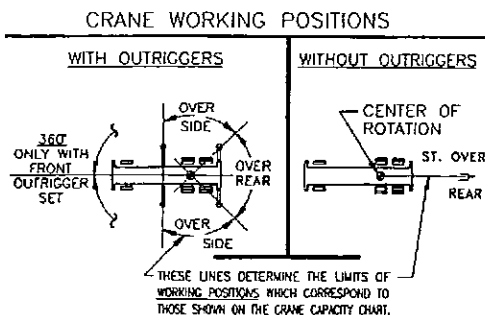 CRANE WORKING POSITIONS
WITH OUTRIGGERS
WITHOUT OUTRIGGERS
OVER
SIDE
360
ONLY WITH
FRONT
OUTRIGGER
SET
OVER
REAR
OVER
SIDE
CENTER OF
ROTATION
ST. OVER
REAR
THESE LINES DETERMINE THE LIMITS OF
WORKING POSITIONS WHICH CORRESPOND TO
THOSE SHOWN ON THE CRANE CAPACITY CHART.